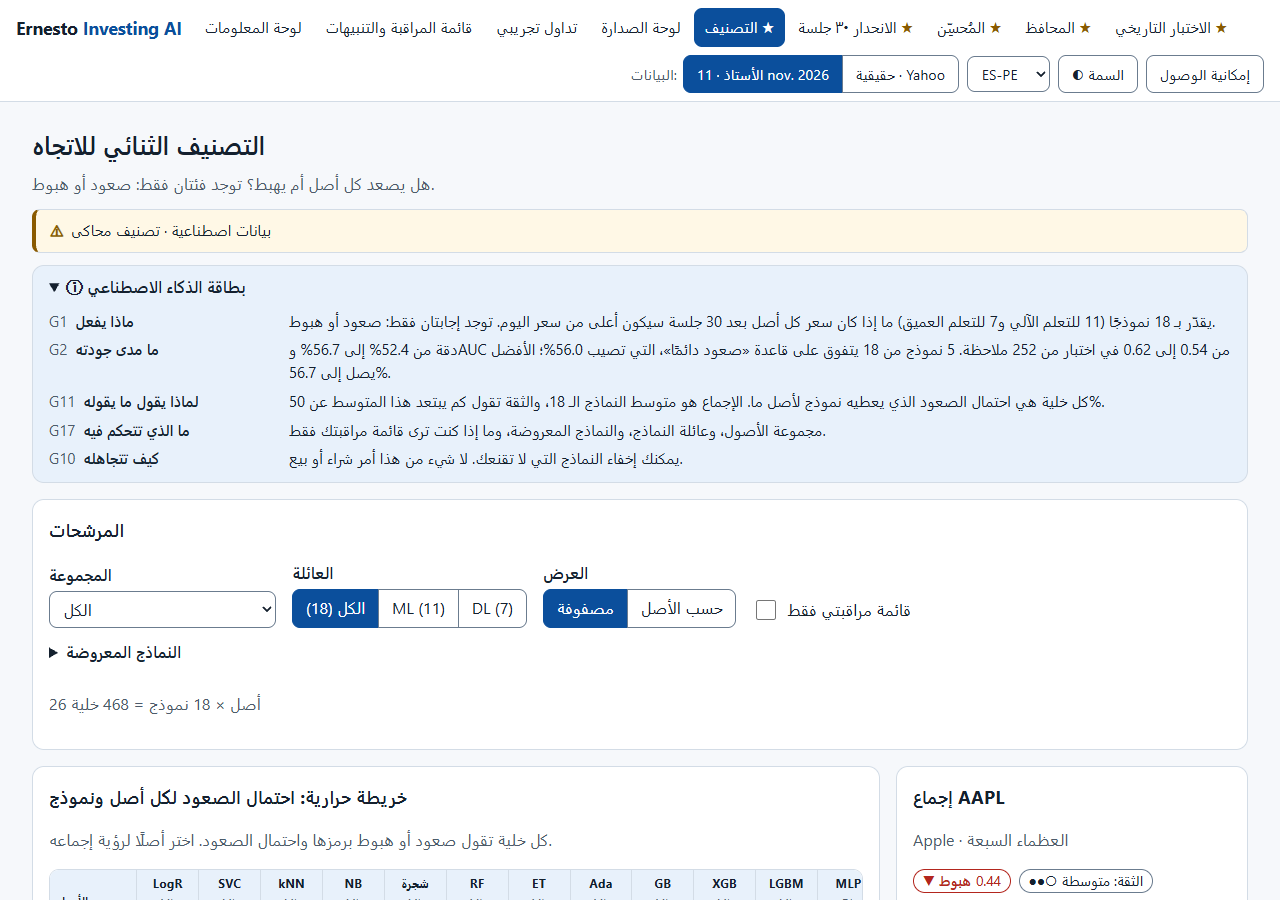 Ernesto Investing AI
لوحة المعلومات
قائمة المراقبة والتنبيهات
تداول تجريبي
لوحة الصدارة
التصنيف ★
الانحدار ٣٠ جلسة ★
المُحسِّن ★
المحافظ ★
الاختبار التاريخي ★
البيانات:
الأستاذ · 11 nov. 2026
حقيقية · Yahoo
ES-PE
السمة ◐
إمكانية الوصول
التصنيف الثنائي للاتجاه
هل يصعد كل أصل أم يهبط؟ توجد فئتان فقط: صعود أو هبوط.
⚠ بيانات اصطناعية · تصنيف محاكى
▼ ⓘ بطاقة الذكاء الاصطناعي
G1 ماذا يفعل
يقدّر بـ 18 نموذجًا (11 للتعلم الآلي و7 للتعلم العميق) ما إذا كان سعر كل أصل بعد 30 جلسة سيكون أعلى من سعر اليوم. توجد إجابتان فقط: صعود أو هبوط.
G2 ما مدى جودته
دقة من 52.4% إلى 56.7% و AUC من 0.54 إلى 0.62 في اختبار من 252 ملاحظة. 5 نموذج من 18 يتفوق على قاعدة «صعود دائمًا»، التي تصيب 56.0%؛ الأفضل
يصل إلى 56.7%.
G11 لماذا يقول ما يقوله
كل خلية هي احتمال الصعود الذي يعطيه نموذج لأصل ما. الإجماع هو متوسط النماذج الـ 18، والثقة تقول كم يبتعد هذا المتوسط عن 50%.
G17 ما الذي تتحكم فيه
مجموعة الأصول، وعائلة النماذج، والنماذج المعروضة، وما إذا كنت ترى قائمة مراقبتك فقط.
G10 كيف تتجاهله
يمكنك إخفاء النماذج التي لا تقنعك. لا شيء من هذا أمر شراء أو بيع.
المرشحات
المجموعة
الكل
العائلة
الكل (18)
ML (11)
DL (7)
العرض
مصفوفة
حسب الأصل
قائمة مراقبتي فقط
النماذج المعروضة
26 أصل × 18 نموذج = 468 خلية
خريطة حرارية: احتمال الصعود لكل أصل ونموذج
كل خلية تقول صعود أو هبوط برمزها واحتمال الصعود. اختر أصلًا لرؤية إجماعه.
LogR SVC kNN NB شجرة RF ET Ada GB XGB LGBM MLP
إجماع AAPL
Apple · العظماء السبعة
▼ هبوط 0.44
●●○ الثقة: متوسطة